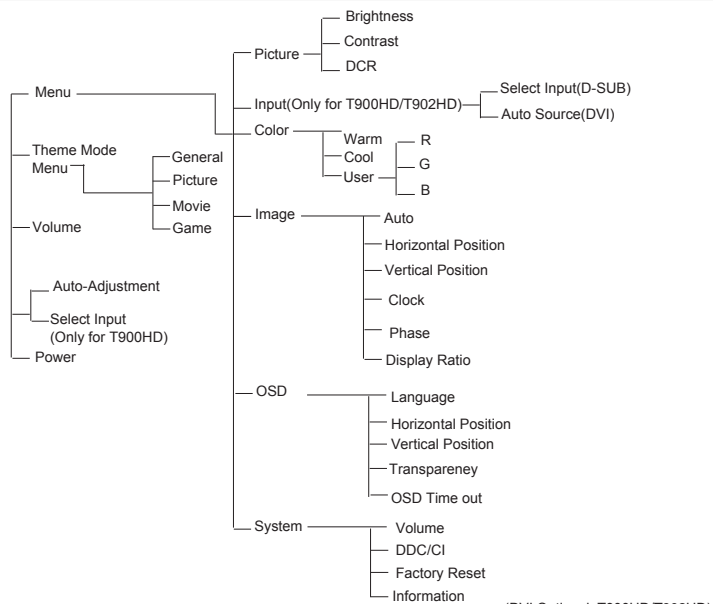 Menu
Theme Mode
Menu
General
Picture
Movie
Game
Volume
Auto-Adjustment
Select Input
(Only for T900HD)
Power
Picture
Brightness
Contrast
DCR
Input(Only for T900HD/T902HD)
Select Input(D-SUB)
Auto Source(DVI)
Color
Warm
Cool
User
R
G
B
Image
Auto
Horizontal Position
Vertical Position
Clock
Phase
Display Ratio
OSD
Language
Horizontal Position
Vertical Position
Transpareney
OSD Time out
System
Volume
DDC/CI
Factory Reset
Information